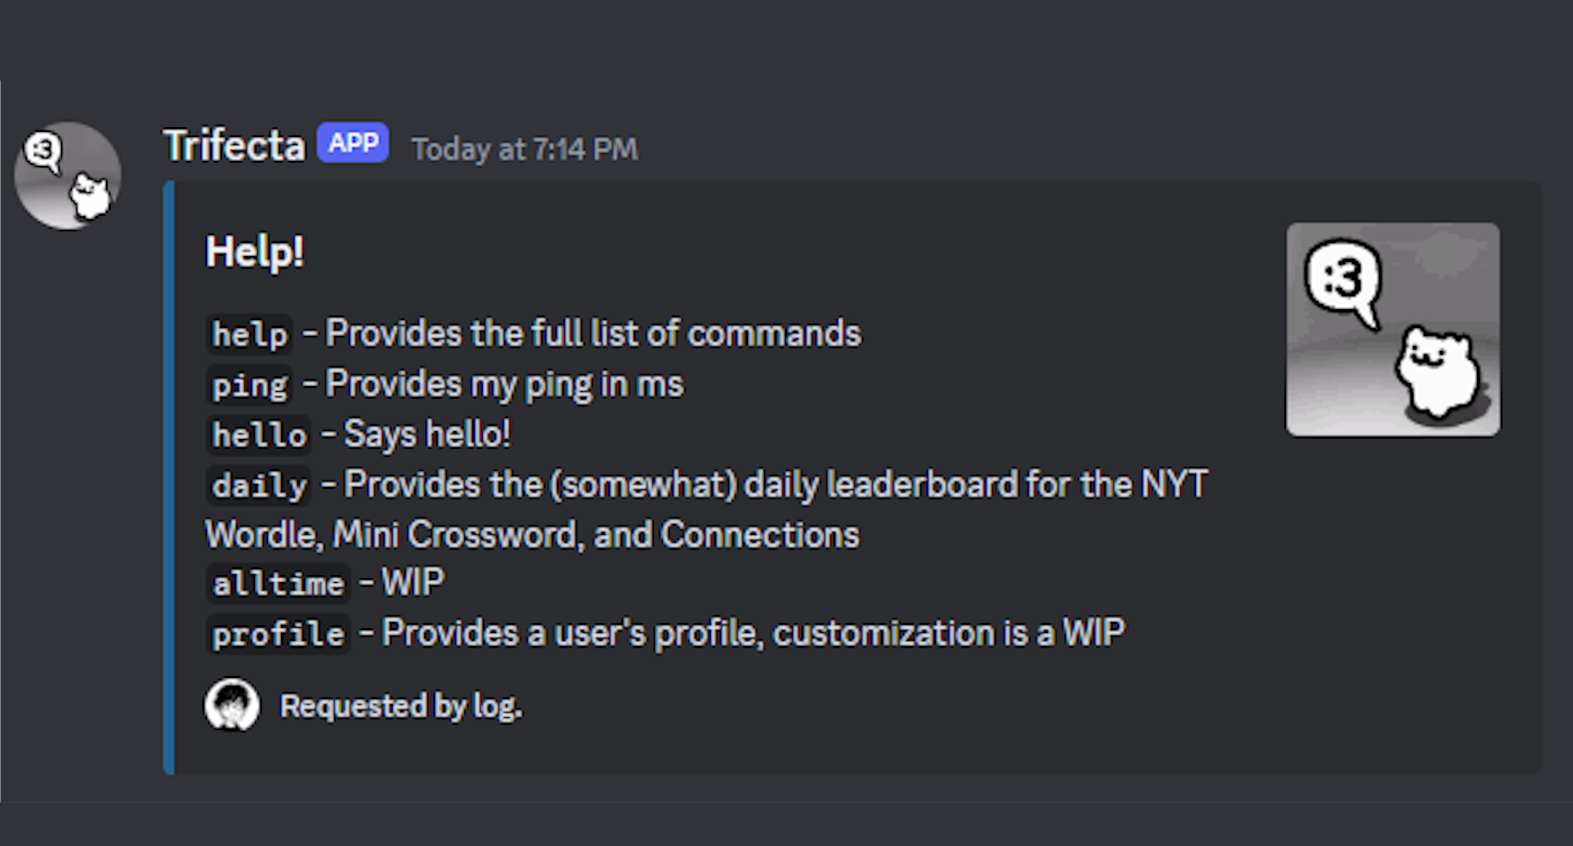 :3
Trifecta APP Today at 7:14 PM
Help!
:3
help - Provides the full list of commands
ping - Provides my ping in ms
hello - Says hello!
daily - Provides the (somewhat) daily leaderboard for the NYT
Wordle, Mini Crossword, and Connections
alltime - WIP
profile - Provides a user's profile, customization is a WIP
Requested by log.